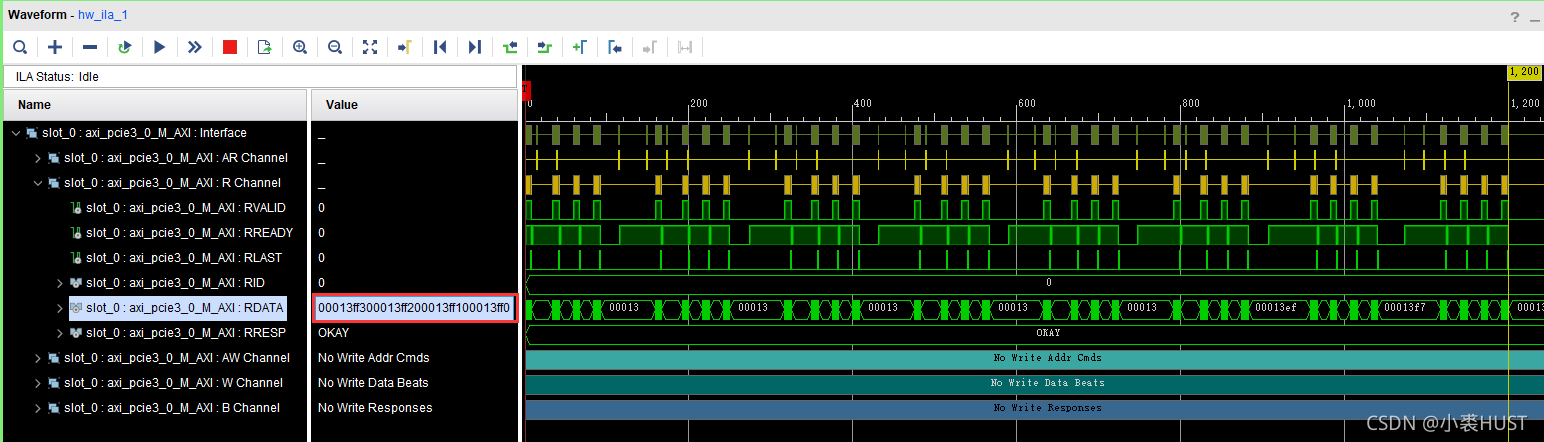 Waveform - hw_ila_1
? _
ILA Status: Idle
Name Value
1,200
T
0 200 400 600 800 1,000 1,200
slot_0 : axi_pcie3_0_M_AXI : Interface _
slot_0 : axi_pcie3_0_M_AXI : AR Channel _
slot_0 : axi_pcie3_0_M_AXI : R Channel _
slot_0 : axi_pcie3_0_M_AXI : RVALID 0
slot_0 : axi_pcie3_0_M_AXI : RREADY 0
slot_0 : axi_pcie3_0_M_AXI : RLAST 0
slot_0 : axi_pcie3_0_M_AXI : RID 0
slot_0 : axi_pcie3_0_M_AXI : RDATA 00013ff300013ff200013ff100013ff0 00013 00013 00013 00013 00013 00013ef 00013f7 00013
slot_0 : axi_pcie3_0_M_AXI : RRESP OKAY OKAY
slot_0 : axi_pcie3_0_M_AXI : AW Channel No Write Addr Cmds No Write Addr Cmds
slot_0 : axi_pcie3_0_M_AXI : W Channel No Write Data Beats No Write Data Beats
slot_0 : axi_pcie3_0_M_AXI : B Channel No Write Responses No Write Responses
CSDN @小裘HUST